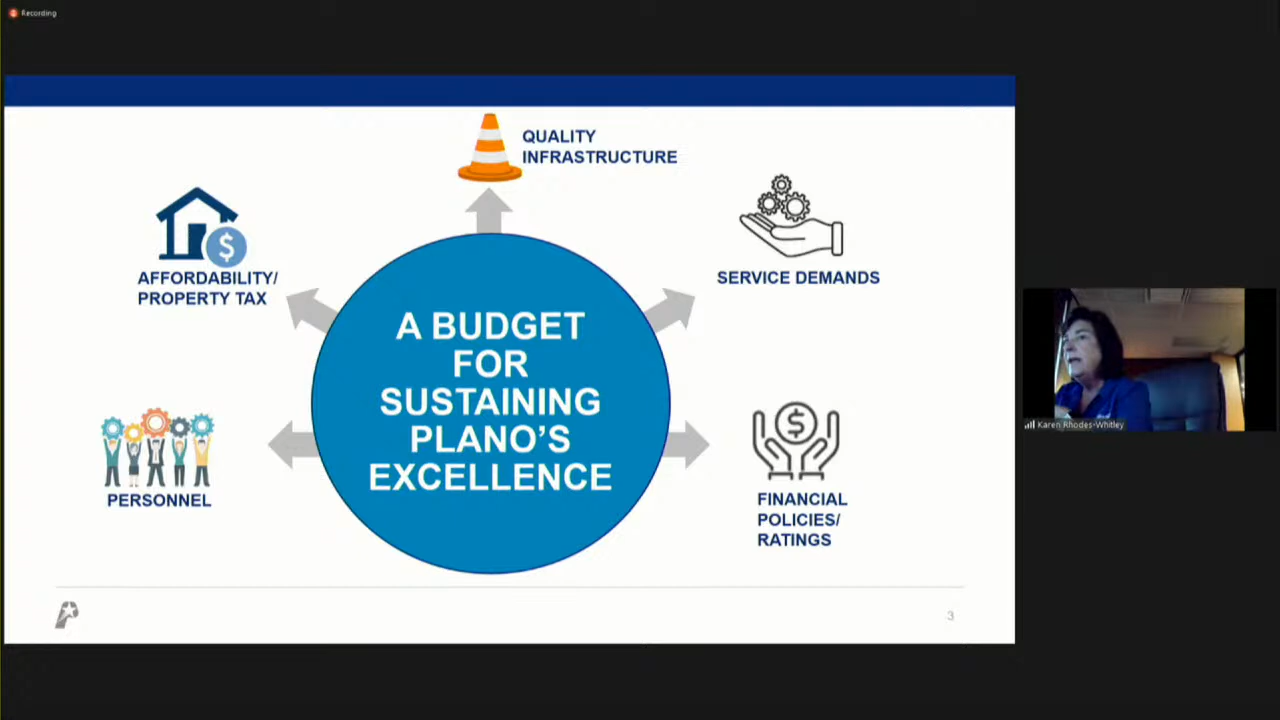 Recording
QUALITY
INFRASTRUCTURE
$
AFFORDABILITY/
PROPERTY TAX
SERVICE DEMANDS
A BUDGET
FOR
SUSTAINING
PLANO'S
EXCELLENCE
PERSONNEL
$
FINANCIAL
POLICIES/
RATINGS
3
Karen Rhodes-Whitley